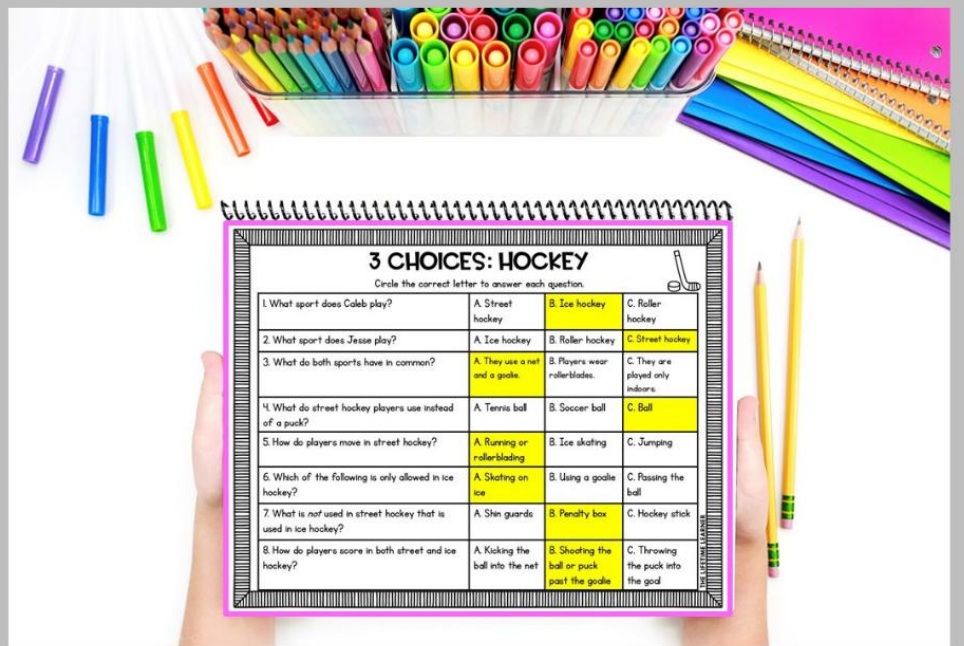 3 CHOICES: HOCKEY
Circle the correct letter to answer each question.
1. What sport does Caleb play?
A. Street
hockey
B. Ice hockey
C. Roller
hockey
2. What sport does Jesse play?
A. Ice hockey
B. Roller hockey
C. Street hockey
3. What do both sports have in common?
A. They use a net
and a goalie.
B. Players wear
rollerblades.
C. They are
played only
indoors.
4. What do street hockey players use instead
of a puck?
A. Tennis ball
B. Soccer ball
C. Ball
5. How do players move in street hockey?
A. Running or
rollerblading
B. Ice skating
C. Jumping
6. Which of the following is only allowed in ice
hockey?
A. Skating on
ice
B. Using a goalie
C. Passing the
ball
7. What is not used in street hockey that is
used in ice hockey?
A. Shin guards
B. Penalty box
C. Hockey stick
8. How do players score in both street and ice
hockey?
A. Kicking the
ball into the net
B. Shooting the
ball or puck
past the goalie
C. Throwing
the puck into
the goal
THE LIFETIME LEARNER